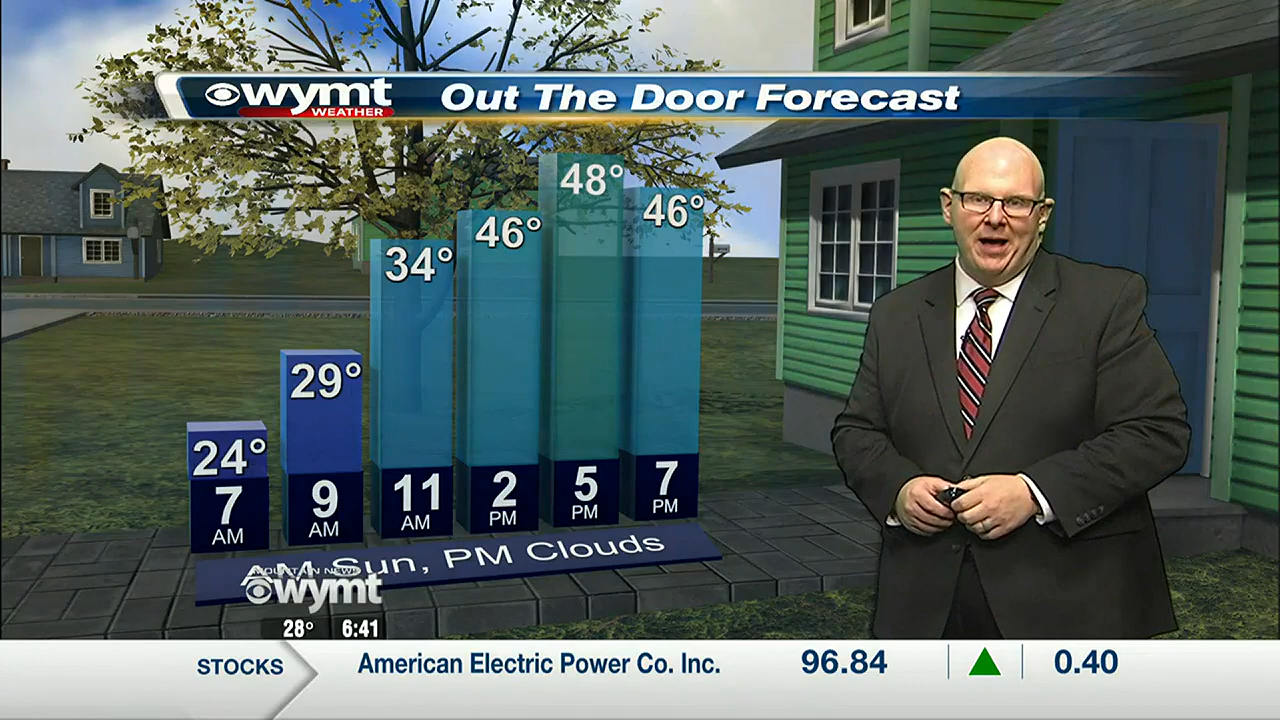 wymt Out The Door Forecast
WEATHER
24° 29° 34° 46° 48° 46°
7 9 11 2 5 7
AM AM AM PM PM PM
AM Sun, PM Clouds
MOUNTAIN NEWS
wymt
28° 6:41
STOCKS American Electric Power Co. Inc. 96.84 0.40